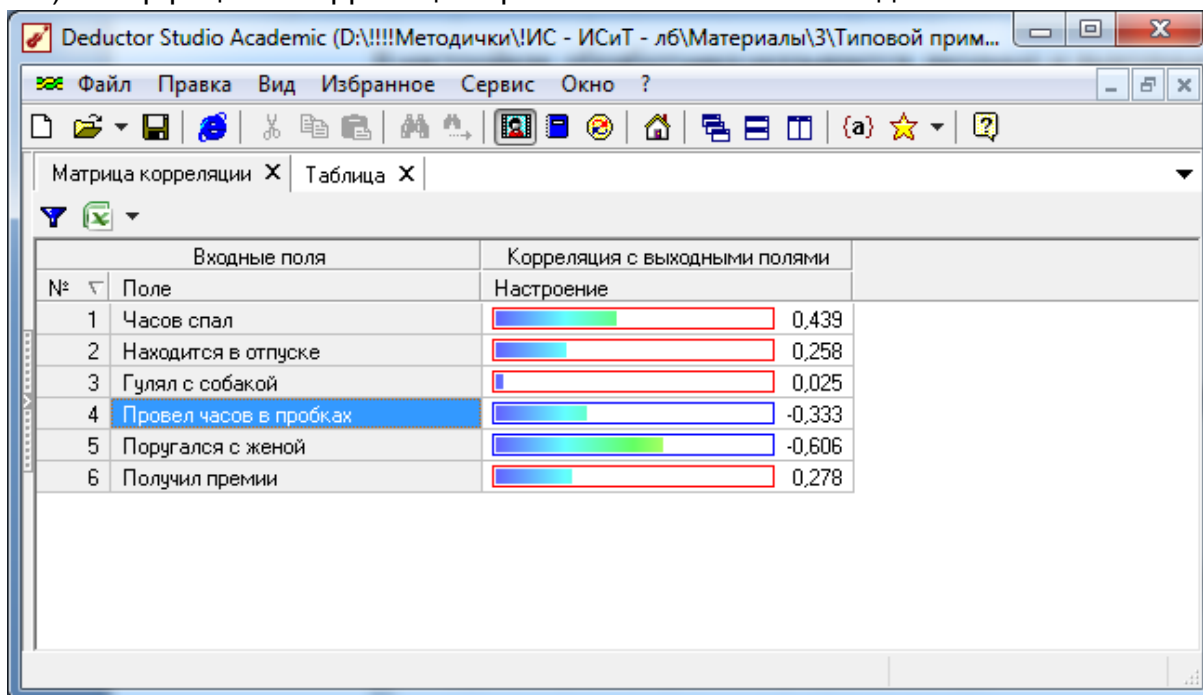 Deductor Studio Academic (D:\!!!!Методички\!ИС - ИСиТ - лб\Материалы\3\Типовой прим...
Файл Правка Вид Избранное Сервис Окно ?
{a}
Матрица корреляции X Таблица X
Входные поля Корреляция с выходными полями
№ Поле Настроение
1 Часов спал 0,439
2 Находится в отпуске 0,258
3 Гулял с собакой 0,025
4 Провел часов в пробках -0,333
5 Поругался с женой -0,606
6 Получил премии 0,278